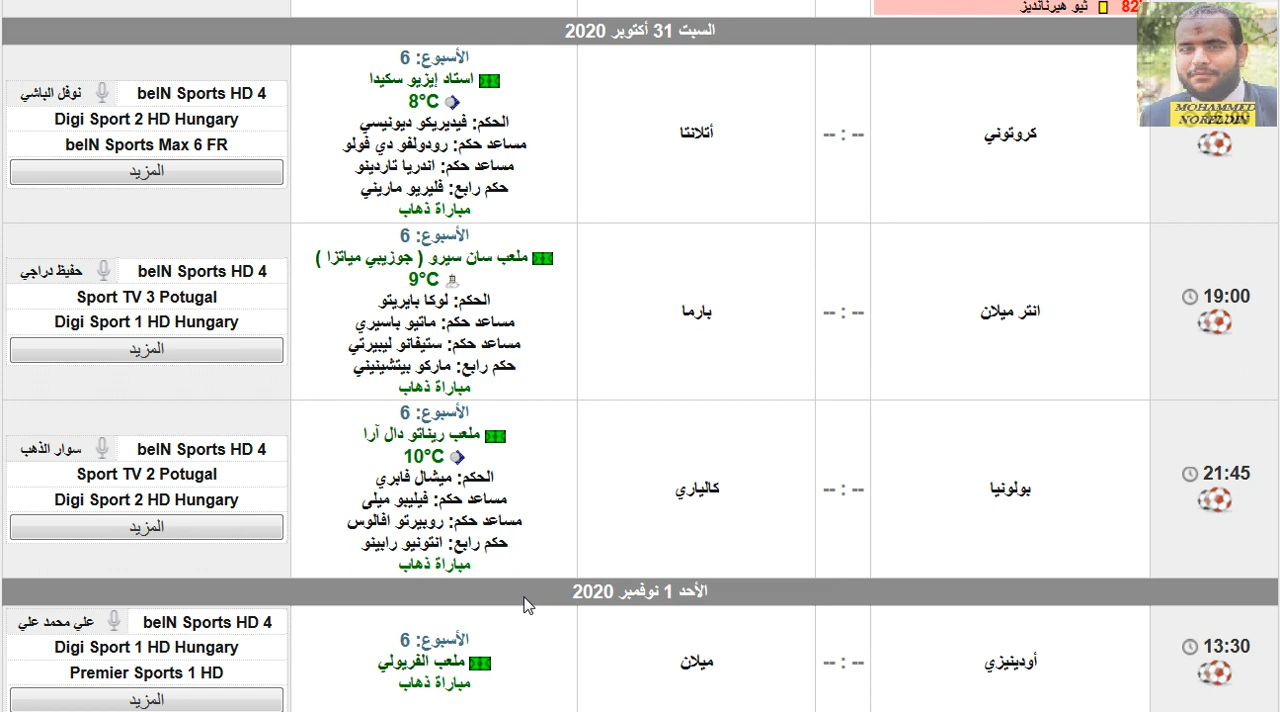 82' ثيو هيرنانديز
السبت 31 أكتوبر 2020
MOHAMMED
NORELDIN
كروتوني
-- : --
أتلانتا
الأسبوع: 6
استاد إيزيو سكيدا
8°C
الحكم: فيديريكو ديونيسي
مساعد حكم: رودولفو دي فولو
مساعد حكم: اندريا تاردينو
حكم رابع: فليريو ماريني
مباراة ذهاب
beIN Sports HD 4 نوفل الباشي
Digi Sport 2 HD Hungary
beIN Sports Max 6 FR
المزيد
19:00
انتر ميلان
-- : --
بارما
الأسبوع: 6
ملعب سان سيرو ( جوزيبي مياتزا )
9°C
الحكم: لوكا بايريتو
مساعد حكم: ماتيو باسيري
مساعد حكم: ستيفانو ليبيرتي
حكم رابع: ماركو بيتشينيني
مباراة ذهاب
beIN Sports HD 4 حفيظ دراجي
Sport TV 3 Potugal
Digi Sport 1 HD Hungary
المزيد
21:45
بولونيا
-- : --
كالياري
الأسبوع: 6
ملعب ريناتو دال آرا
10°C
الحكم: ميشال فابري
مساعد حكم: فيليبو ميلى
مساعد حكم: روبيرتو افالوس
حكم رابع: انتونيو رابينو
مباراة ذهاب
beIN Sports HD 4 سوار الذهب
Sport TV 2 Potugal
Digi Sport 2 HD Hungary
المزيد
الأحد 1 نوفمبر 2020
13:30
أودينيزي
-- : --
ميلان
الأسبوع: 6
ملعب الفريولي
مباراة ذهاب
beIN Sports HD 4 علي محمد علي
Digi Sport 1 HD Hungary
Premier Sports 1 HD
المزيد